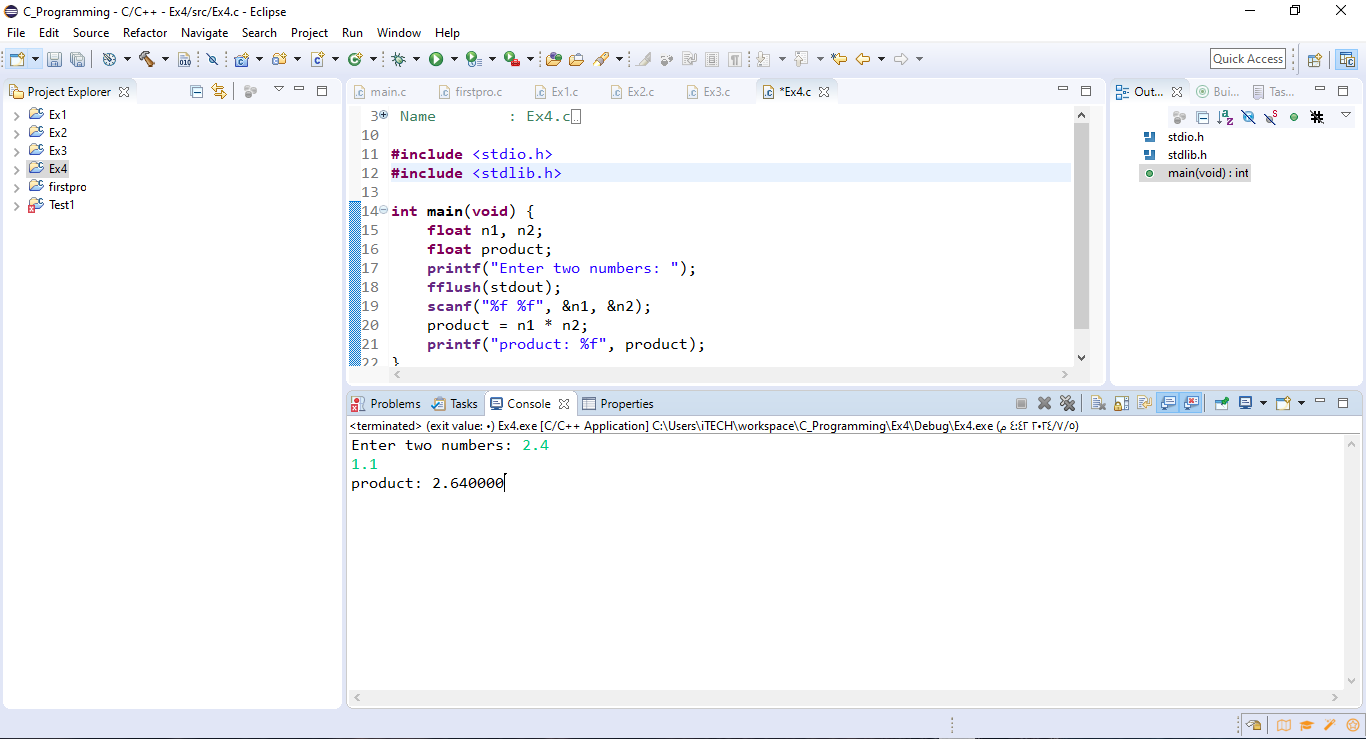 C_Programming - C/C++ - Ex4/src/Ex4.c - Eclipse
File Edit Source Refactor Navigate Search Project Run Window Help
Quick Access
Project Explorer
Ex1
Ex2
Ex3
Ex4
firstpro
Test1
main.c firstpro.c Ex1.c Ex2.c Ex3.c *Ex4.c
3 Name : Ex4.c
10
11 #include <stdio.h>
12 #include <stdlib.h>
13
14 int main(void) {
15 float n1, n2;
16 float product;
17 printf("Enter two numbers: ");
18 fflush(stdout);
19 scanf("%f %f", &n1, &n2);
20 product = n1 * n2;
21 printf("product: %f", product);
22 }
Out... Bui... Tas...
stdio.h
stdlib.h
main(void) : int
Problems Tasks Console Properties
<terminated> (exit value: ٠) Ex4.exe [C/C++ Application] C:\Users\iTECH\workspace\C_Programming\Ex4\Debug\Ex4.exe (٢٠٢٤/٧/٥ ٤:٤٢ م)
Enter two numbers: 2.4
1.1
product: 2.640000